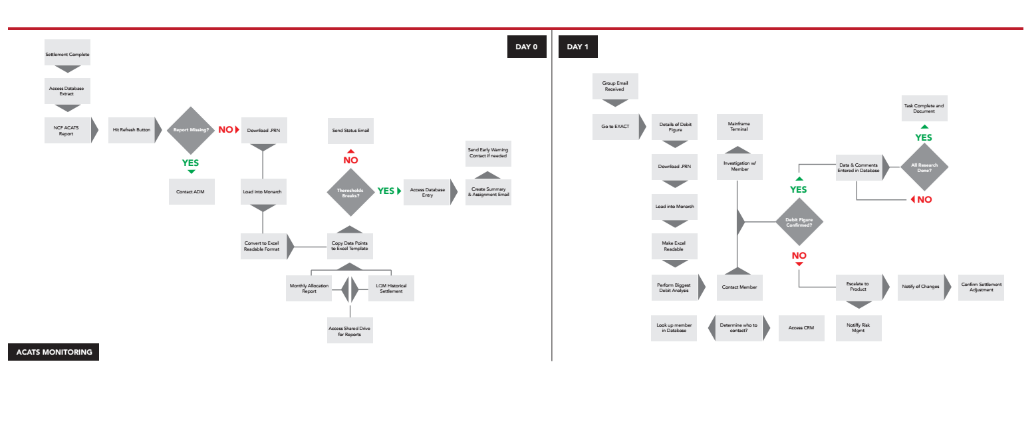 DAY 0
DAY 1
Settlement Complete
Access Database
Extract
NCF ACATS
Report
Hit Refresh Button
Report Missing?
NO
YES
Contact ADM
Download JPRN
Load into Monarch
Convert to Excel
Readable Format
Send Status Email
NO
Thresholds
Breaks?
YES
Access Database
Entry
Send Early Warning
Contact if needed
Create Summary
& Assignment Email
Copy Data Points
to Excel Template
Monthly Allocation
Report
LOM Historical
Settlement
Access Shared Drive
for Reports
ACATS MONITORING
Group Email
Received
Go to EXACT
Details of Debit
Figure
Download JPRN
Load into Monarch
Make Excel
Readable
Perform Biggest
Debit Analysis
Contact Member
Mainframe
Terminal
Investigation w/
Member
Debit Figure
Confirmed?
YES
NO
Data & Comments
Entered in Database
Task Complete and
Document
YES
All Research
Done?
NO
Escalate to
Product
Notify of Changes
Confirm Settlement
Adjustment
Notifiy Risk
Mgmt
Look up member
in Database
Determine who to
contact?
Access CRM